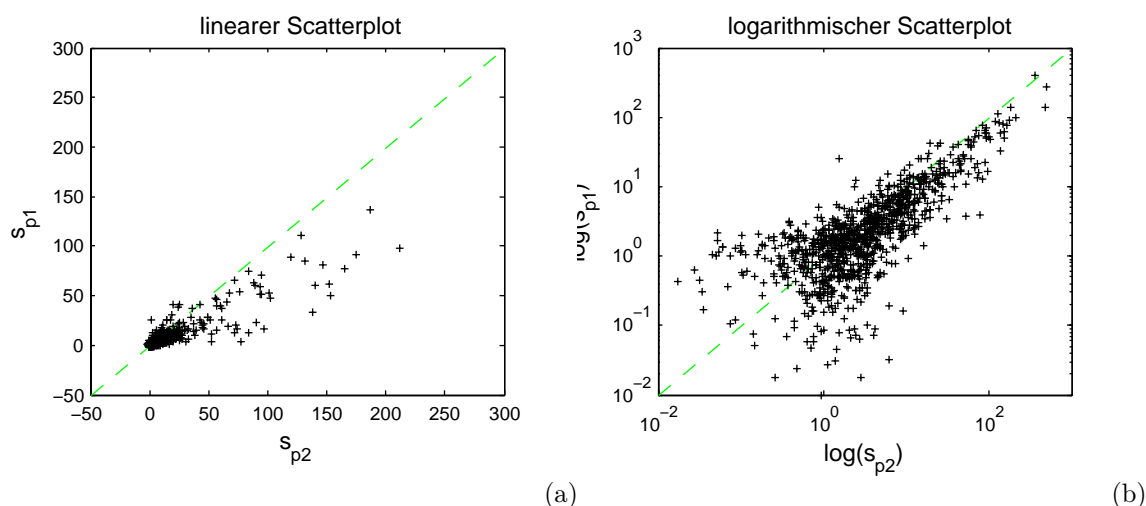 linearer Scatterplot
300
250
200
150
100
50
0
−50
−50 0 50 100 150 200 250 300
s_p1
s_p2
(a)
logarithmischer Scatterplot
10^3
10^2
10^1
10^0
10^−1
10^−2
10^−2 10^0 10^2
log(s_p1)
log(s_p2)
(b)